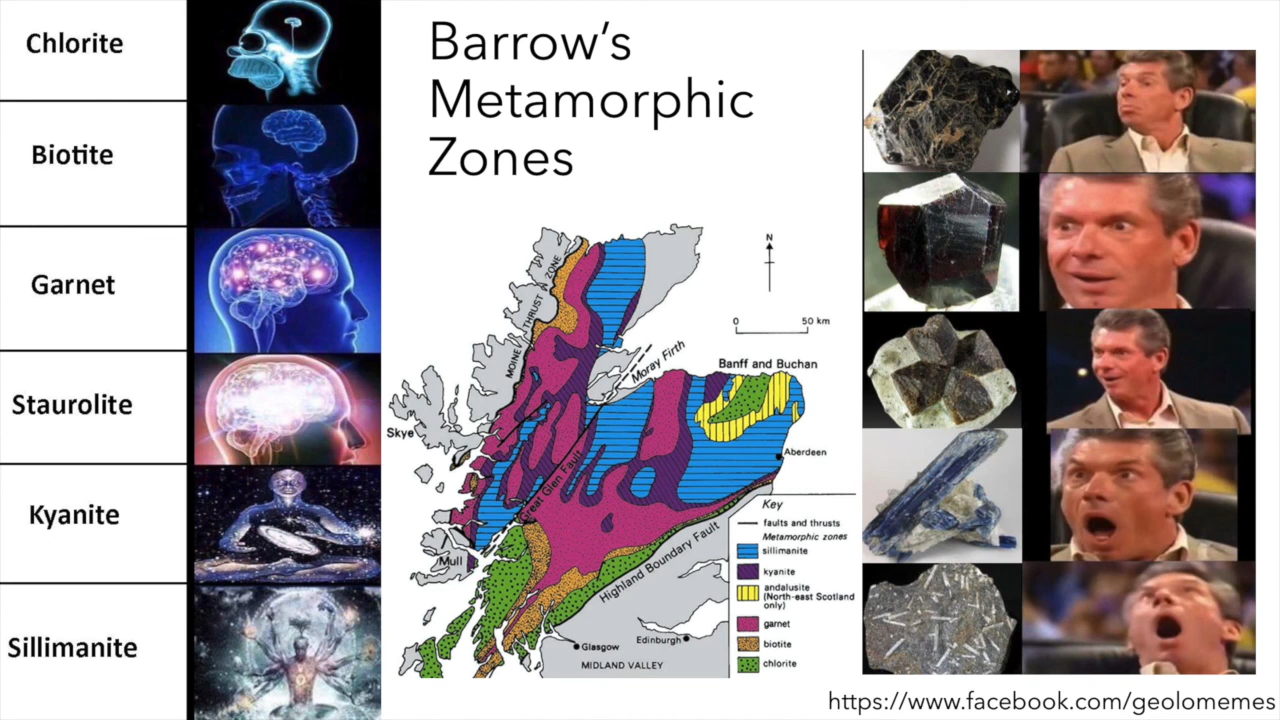 Chlorite
Biotite
Garnet
Staurolite
Kyanite
Sillimanite
Barrow’s
Metamorphic
Zones
N
0 50 km
MOINE THRUST ZONE
Moray Firth
Banff and Buchan
Skye
Aberdeen
Great Glen Fault
Mull
Highland Boundary Fault
Glasgow
Edinburgh
MIDLAND VALLEY
Key
faults and thrusts
Metamorphic zones
sillimanite
kyanite
andalusite
(North-east Scotland
only)
garnet
biotite
chlorite
https://www.facebook.com/geolomemes